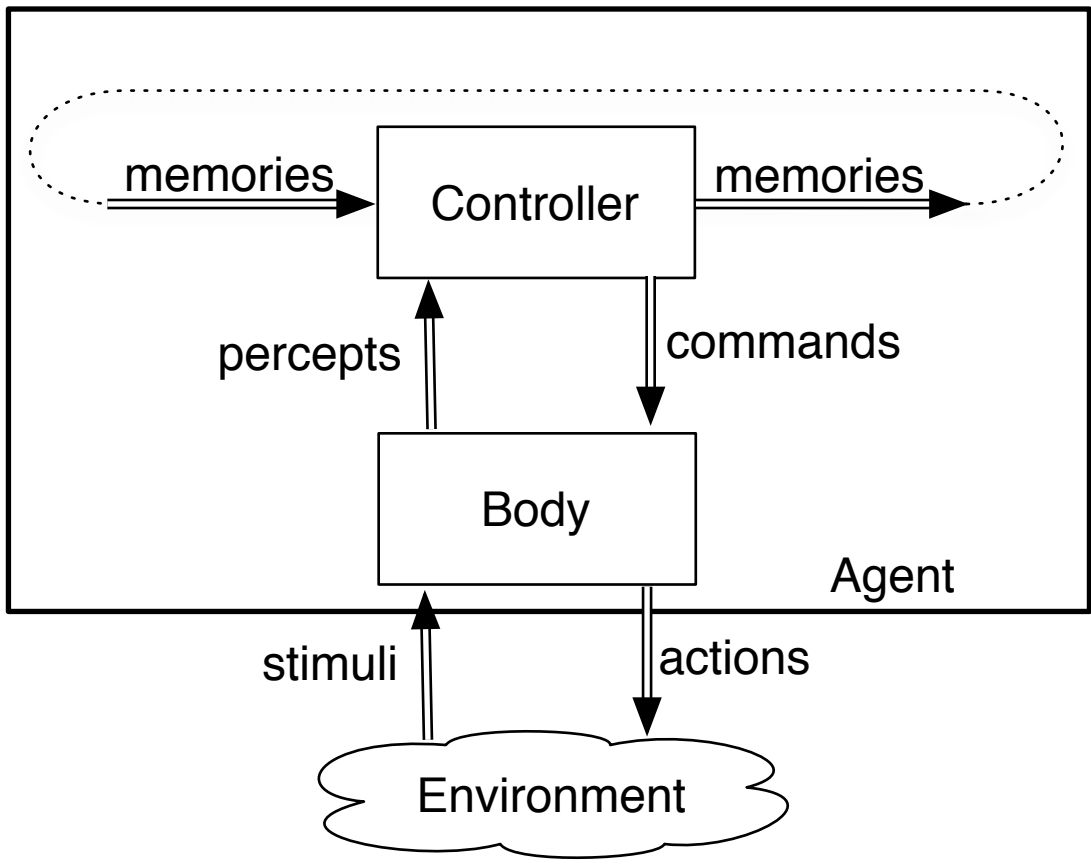 memories
Controller
memories
percepts
commands
Body
Agent
stimuli
actions
Environment